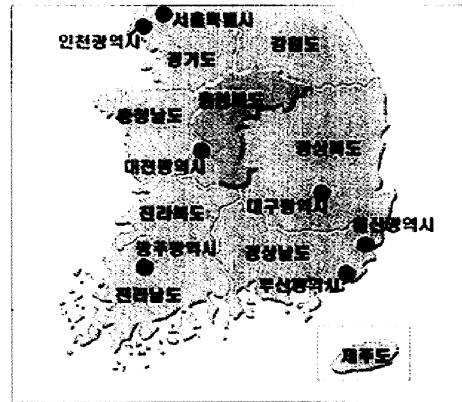 서울특별시
인천광역시
강원도
경기도
충청북도
충청남도
경상북도
대전광역시
대구광역시
전라북도
울산광역시
광주광역시
경상남도
부산광역시
전라남도
제주도